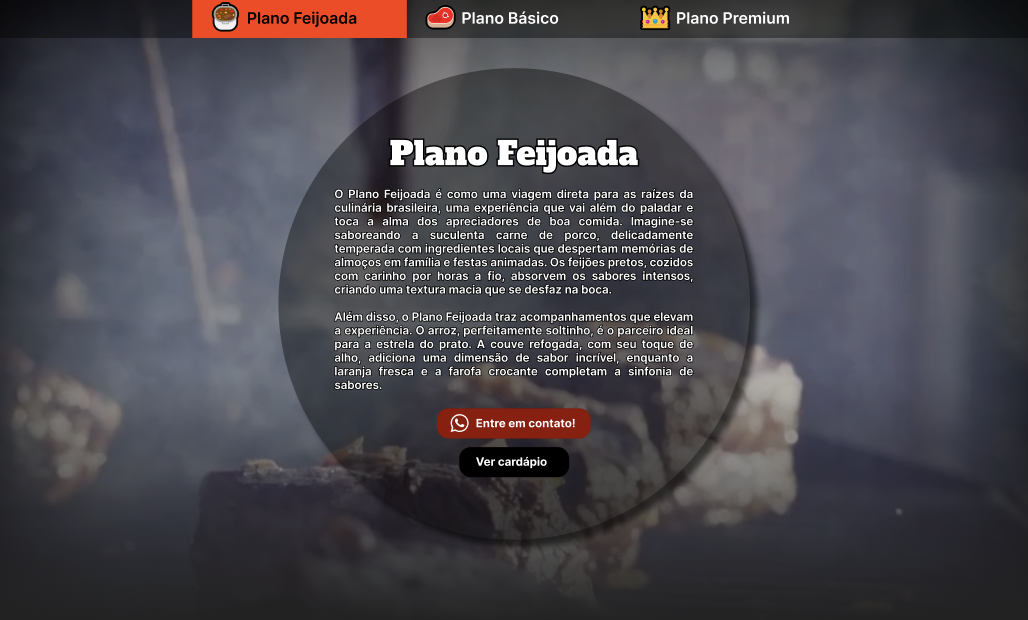 Plano Feijoada
Plano Básico
Plano Premium
Plano Feijoada
O Plano Feijoada é como uma viagem direta para as raízes da
culinária brasileira, uma experiência que vai além do paladar e
toca a alma dos apreciadores de boa comida. Imagine-se
saboreando a suculenta carne de porco, delicadamente
temperada com ingredientes locais que despertam memórias de
almoços em família e festas animadas. Os feijões pretos, cozidos
com carinho por horas a fio, absorvem os sabores intensos,
criando uma textura macia que se desfaz na boca.
Além disso, o Plano Feijoada traz acompanhamentos que elevam
a experiência. O arroz, perfeitamente soltinho, é o parceiro ideal
para a estrela do prato. A couve refogada, com seu toque de
alho, adiciona uma dimensão de sabor incrível, enquanto a
laranja fresca e a farofa crocante completam a sinfonia de
sabores.
Entre em contato!
Ver cardápio